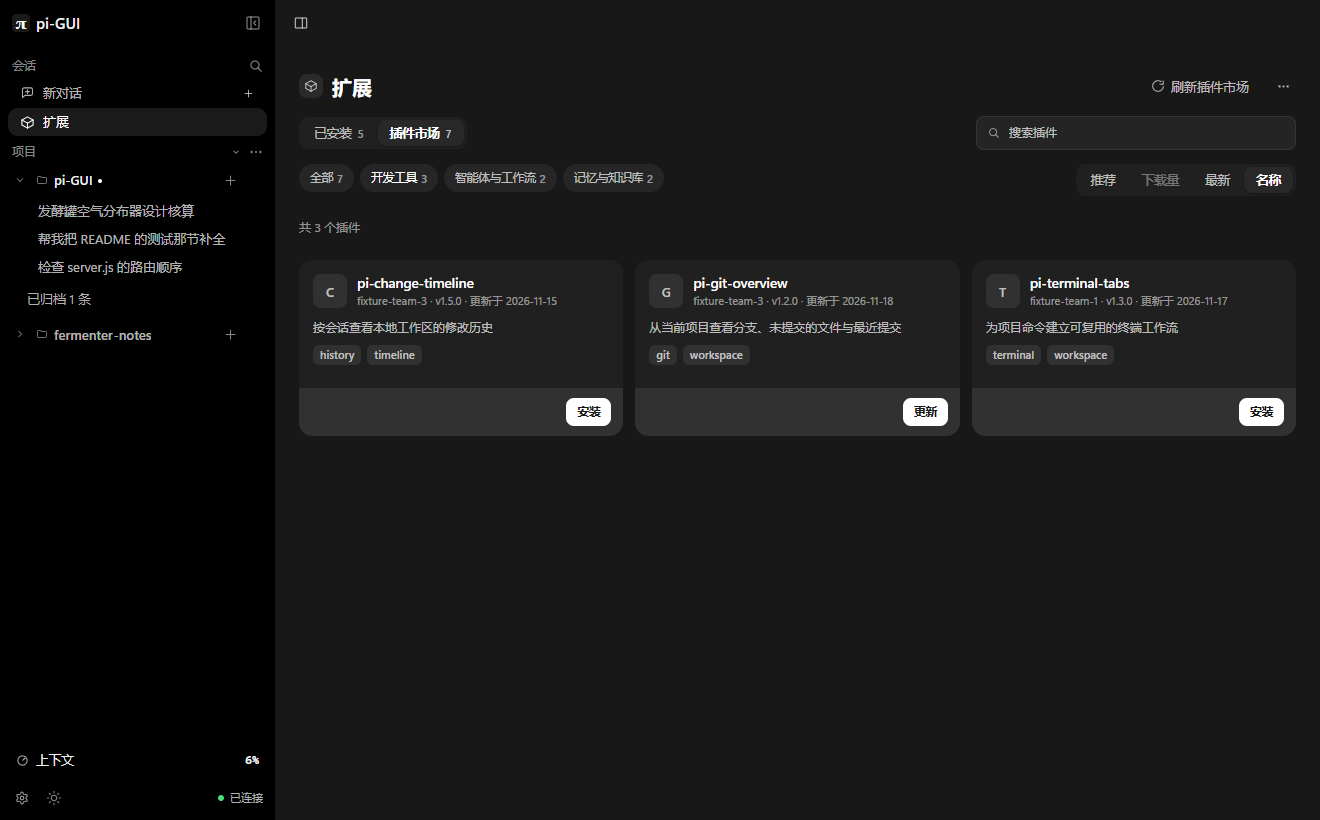 π pi-GUI
会话
新对话
扩展
项目
pi-GUI
发酵罐空气分布器设计核算
帮我把 README 的测试那节补全
检查 server.js 的路由顺序
已归档 1 条
fermenter-notes
上下文 6%
已连接
扩展
刷新插件市场
已安装 5 插件市场 7
搜索插件
全部 7 开发工具 3 智能体与工作流 2 记忆与知识库 2
推荐 下载量 最新 名称
共 3 个插件
C
pi-change-timeline
fixture-team-3 · v1.5.0 · 更新于 2026-11-15
按会话查看本地工作区的修改历史
history timeline
安装
G
pi-git-overview
fixture-team-3 · v1.2.0 · 更新于 2026-11-18
从当前项目查看分支、未提交的文件与最近提交
git workspace
更新
T
pi-terminal-tabs
fixture-team-1 · v1.3.0 · 更新于 2026-11-17
为项目命令建立可复用的终端工作流
terminal workspace
安装